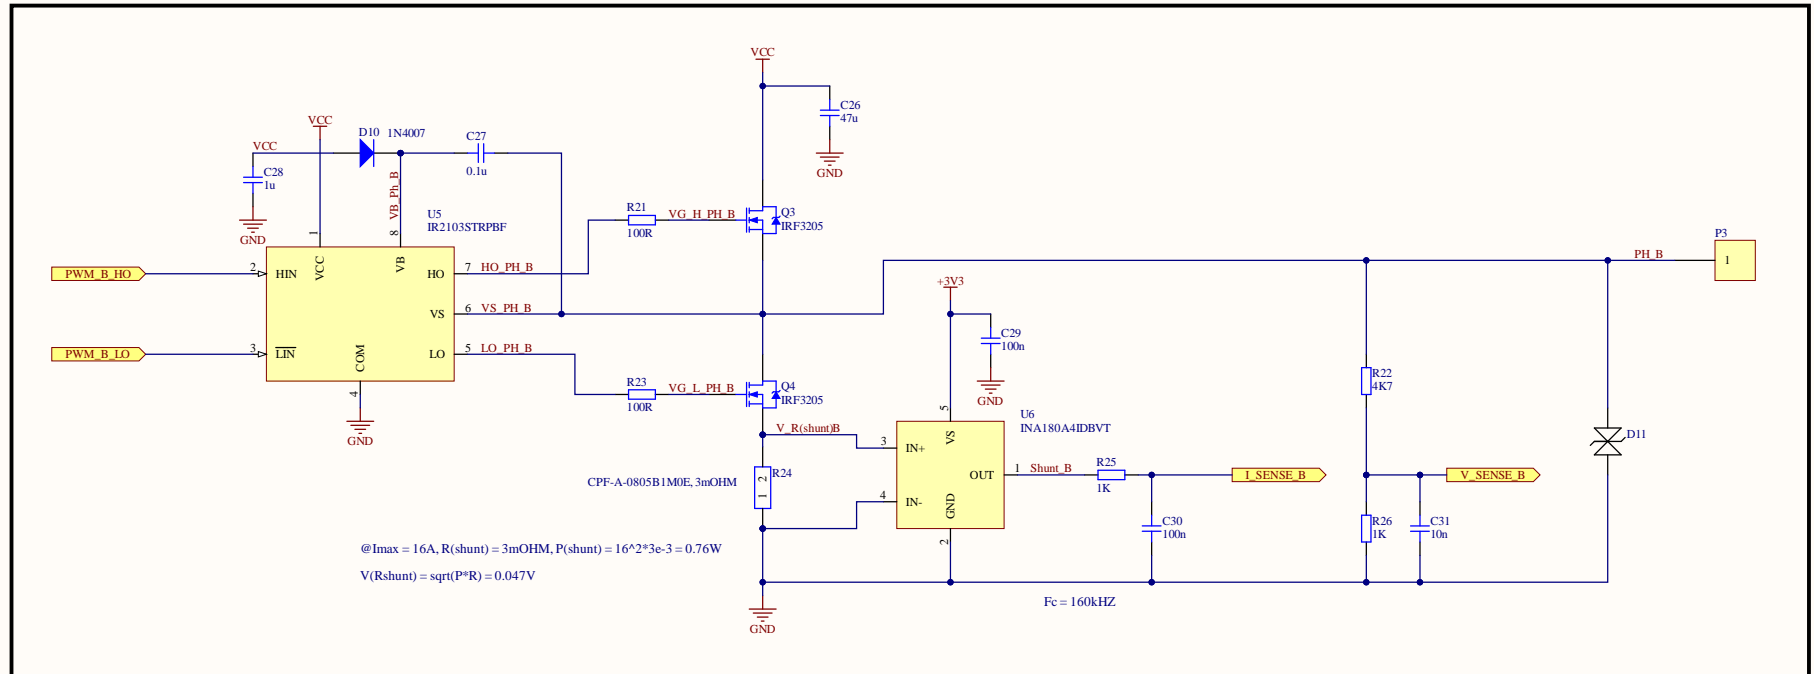 VCC
C26
47u
GND
VCC
D10 1N4007
C27
0.1u
VCC
C28
1u
GND
VB_Ph_B
U5
IR2103STRPBF
1
8
VCC
VB
PWM_B_HO
2
HIN
HO
7
HO_PH_B
VS
6
VS_PH_B
PWM_B_LO
3
LIN
LO
5
LO_PH_B
COM
4
GND
R21
100R
VG_H_PH_B
Q3
IRF3205
R23
100R
VG_L_PH_B
Q4
IRF3205
V_R(shunt)B
CPF-A-0805B1M0E, 3mOHM
R24
1 2
+3V3
C29
100n
GND
U6
INA180A4IDBVT
5
VS
3
IN+
4
IN-
OUT
1
Shunt_B
GND
2
R25
1K
C30
100n
I_SENSE_B
P3
1
PH_B
R22
4K7
V_SENSE_B
R26
1K
C31
10n
D11
@Imax = 16A, R(shunt) = 3mOHM, P(shunt) = 16^2*3e-3 = 0.76W
V(Rshunt) = sqrt(P*R) = 0.047V
Fc = 160kHZ
GND